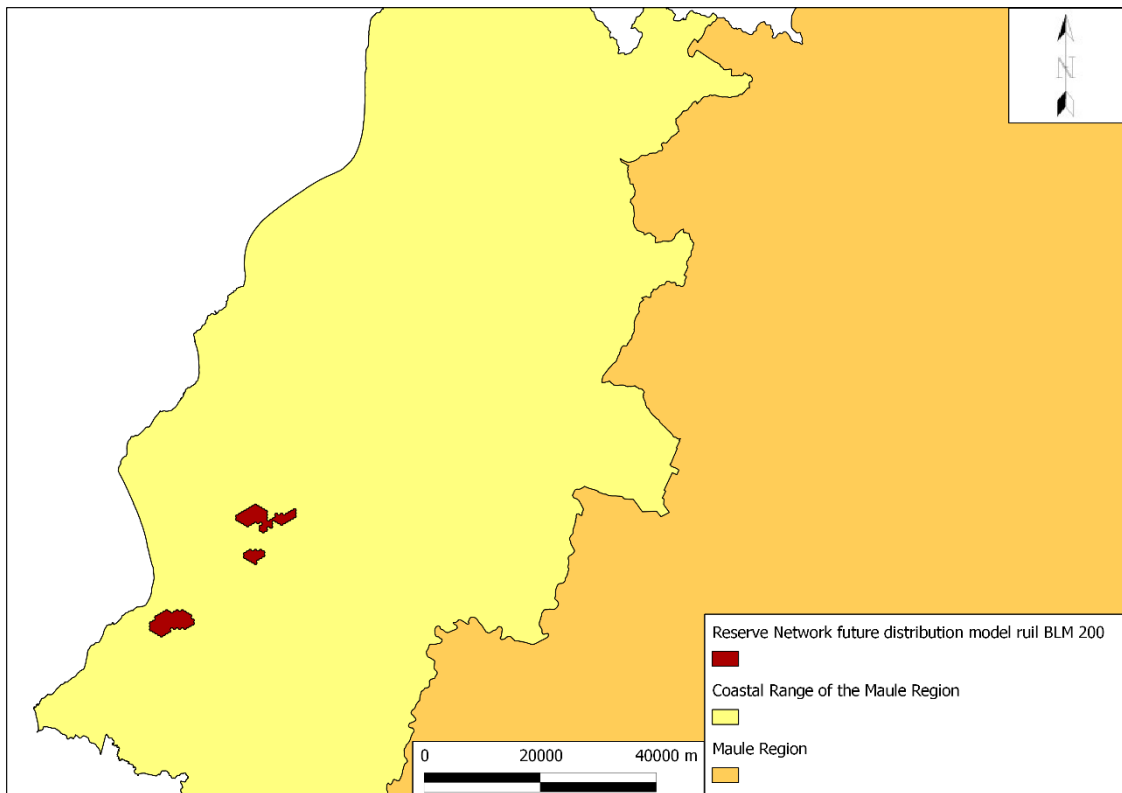 N
Reserve Network future distribution model ruil BLM 200
Coastal Range of the Maule Region
Maule Region
0 20000 40000 m